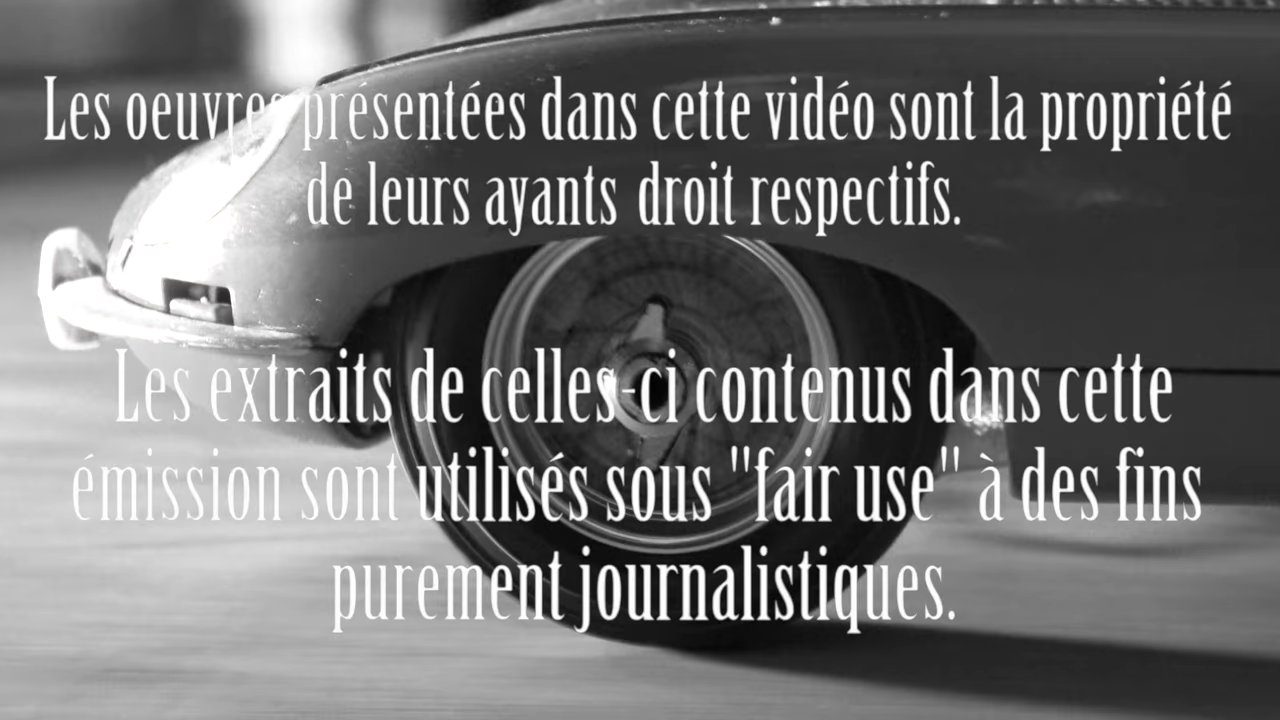 Les oeuvres présentées dans cette vidéo sont la propriété
de leurs ayants droit respectifs.
Les extraits de celles-ci contenus dans cette
émission sont utilisés sous "fair use" à des fins
purement journalistiques.